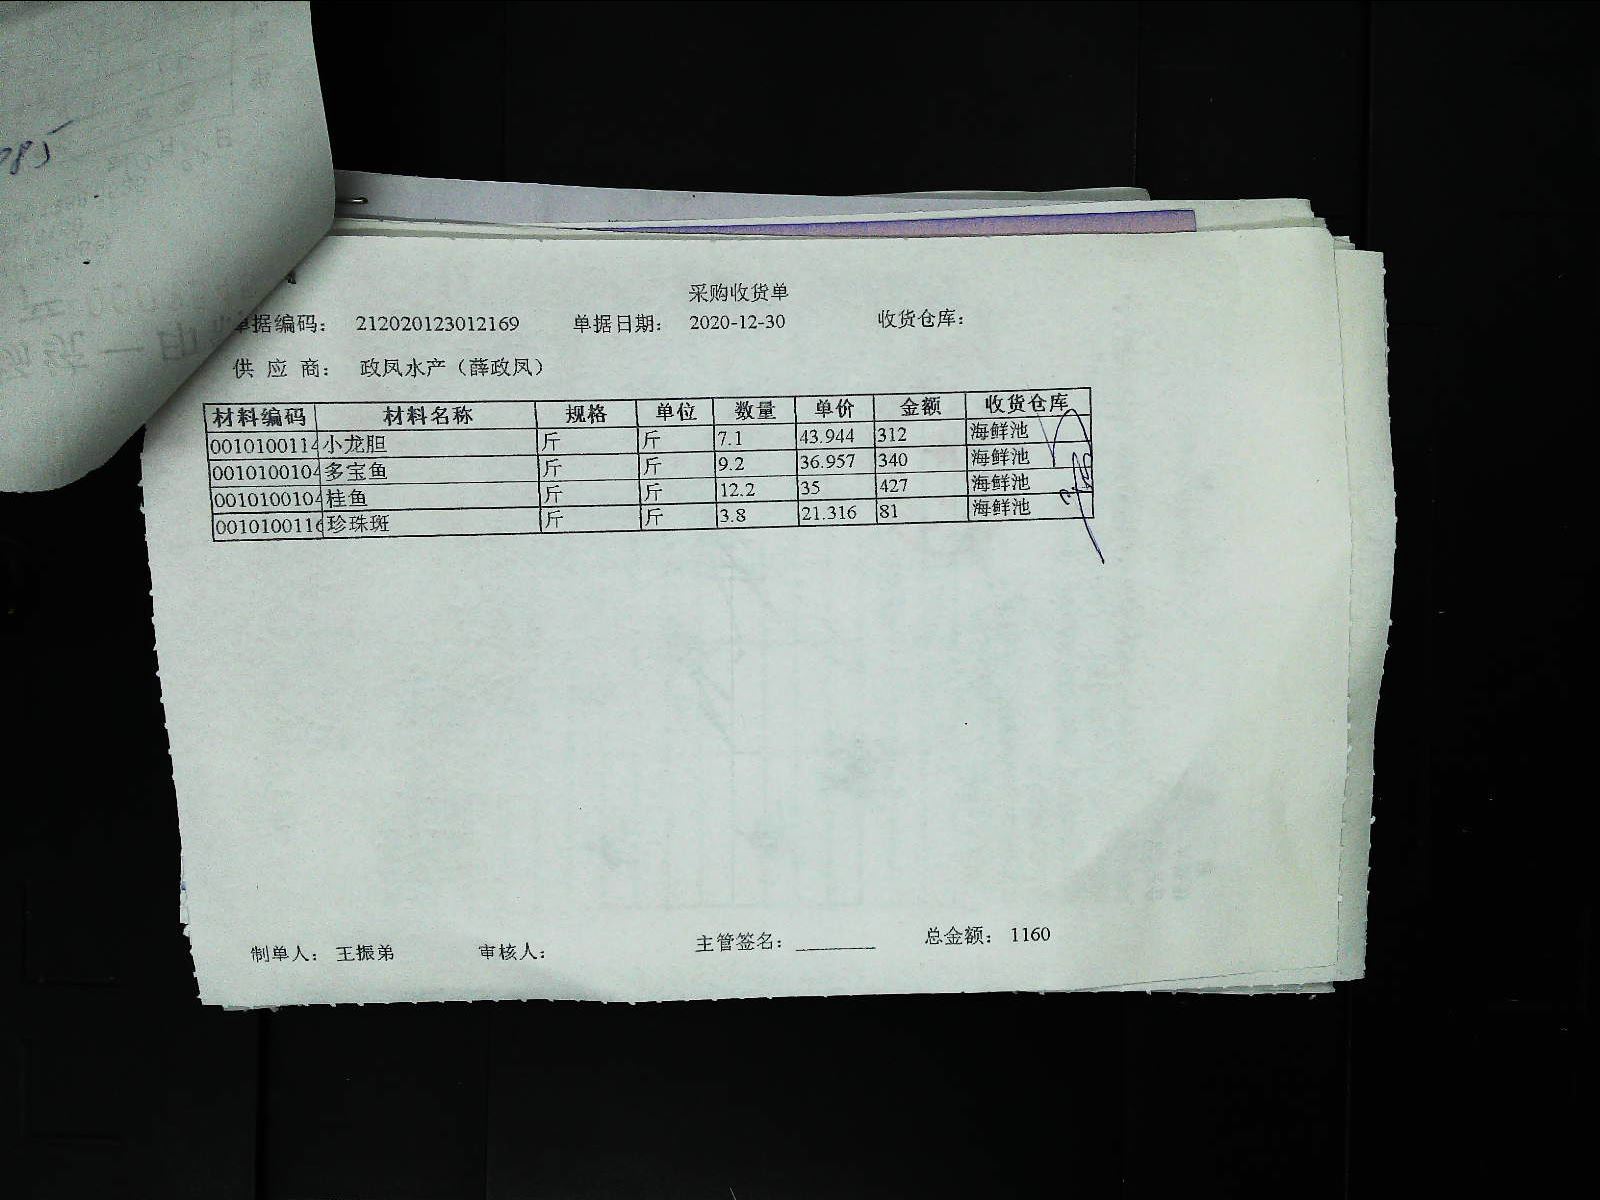 采购收货单
单据编码： 212020123012169 单据日期： 2020-12-30 收货仓库：
供 应 商： 政凤水产（薛政凤）
材料编码 材料名称 规格 单位 数量 单价 金额 收货仓库
0010100114 小龙胆 斤 斤 7.1 43.944 312 海鲜池
0010100104 多宝鱼 斤 斤 9.2 36.957 340 海鲜池
0010100104 桂鱼 斤 斤 12.2 35 427 海鲜池
0010100116 珍珠斑 斤 斤 3.8 21.316 81 海鲜池
制单人： 王振弟 审核人： 主管签名： ________ 总金额： 1160